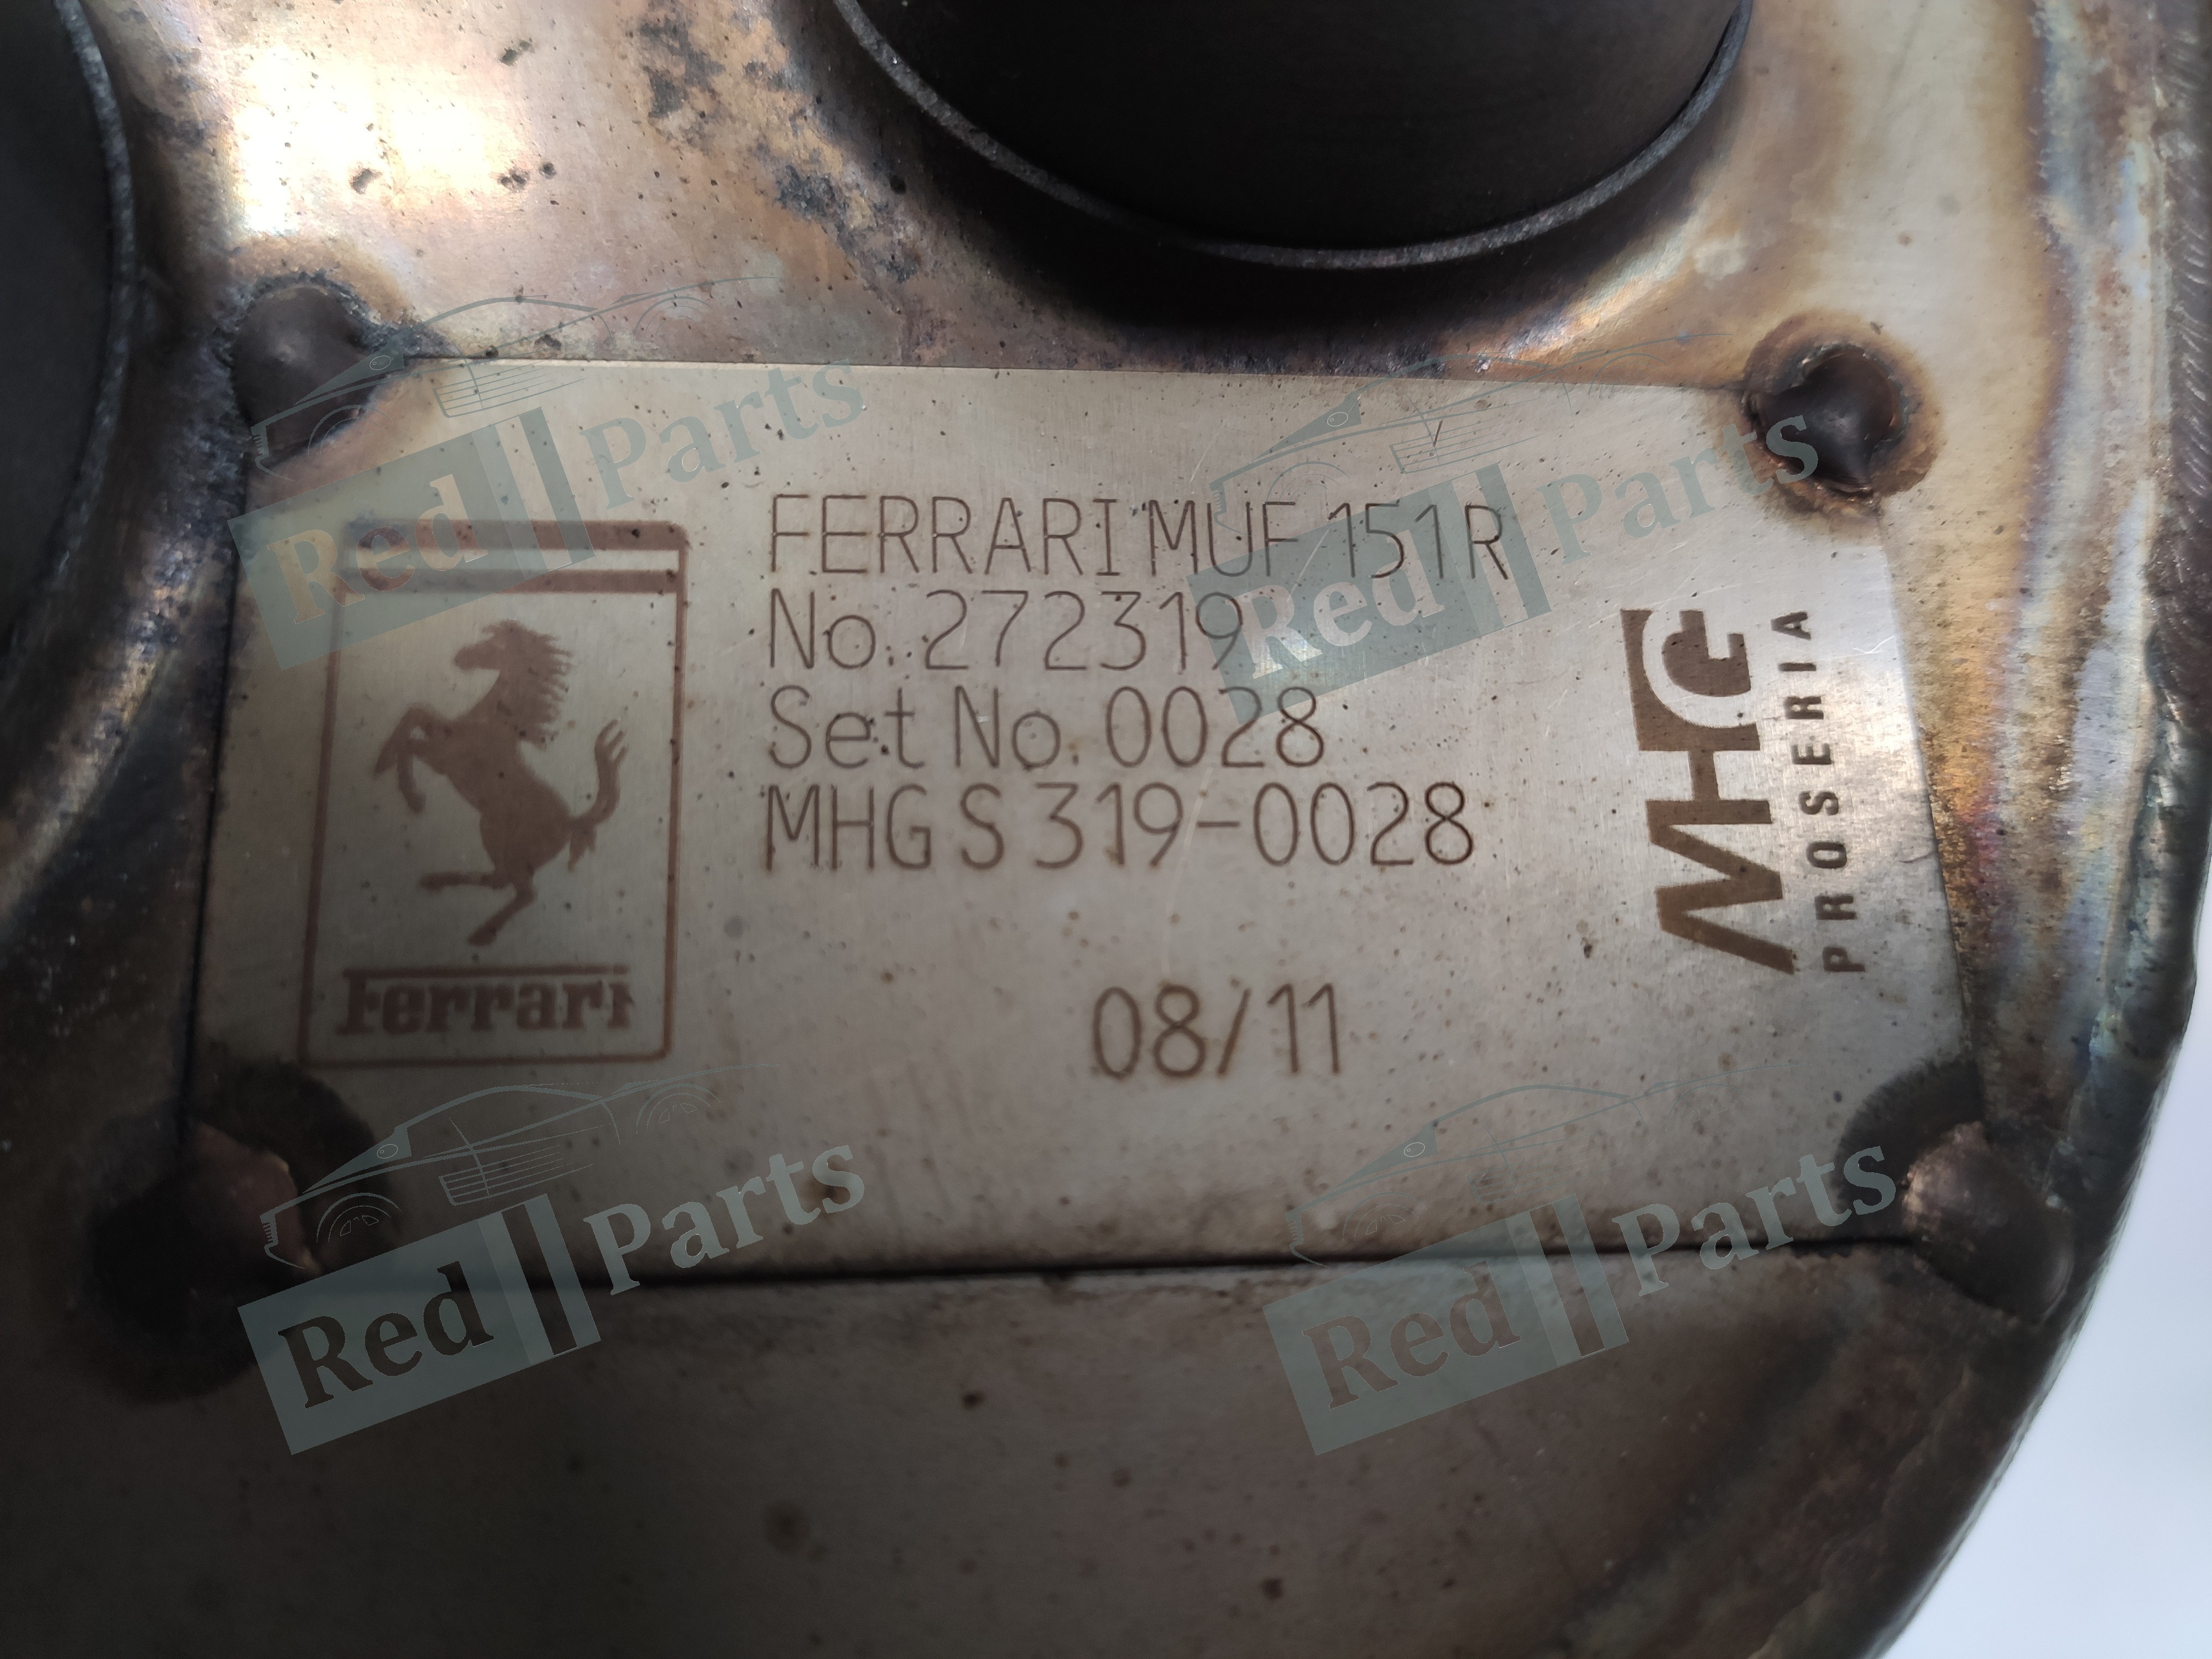 FERRARI MUF 151R
No. 272319
Set No. 0028
MHG S 319-0028
08/11
Ferrari
MHG
PROSERIA
Red Parts
Red Parts
Red Parts
Red Parts